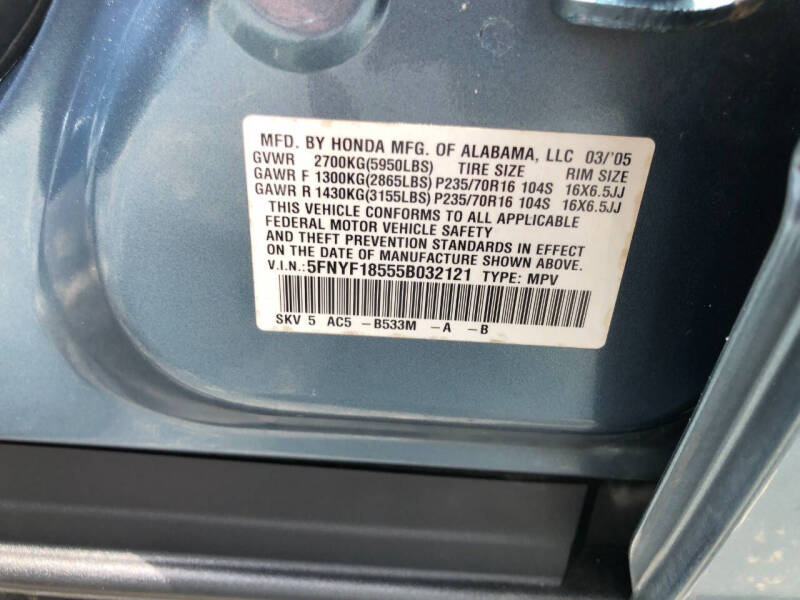 MFD. BY HONDA MFG. OF ALABAMA, LLC 03/'05
GVWR 2700KG(5950LBS) TIRE SIZE RIM SIZE
GAWR F 1300KG(2865LBS) P235/70R16 104S 16X6.5JJ
GAWR R 1430KG(3155LBS) P235/70R16 104S 16X6.5JJ
THIS VEHICLE CONFORMS TO ALL APPLICABLE
FEDERAL MOTOR VEHICLE SAFETY
AND THEFT PREVENTION STANDARDS IN EFFECT
ON THE DATE OF MANUFACTURE SHOWN ABOVE.
V.I.N.:5FNYF18555B032121 TYPE: MPV
SKV 5 AC5 -B533M -A -B